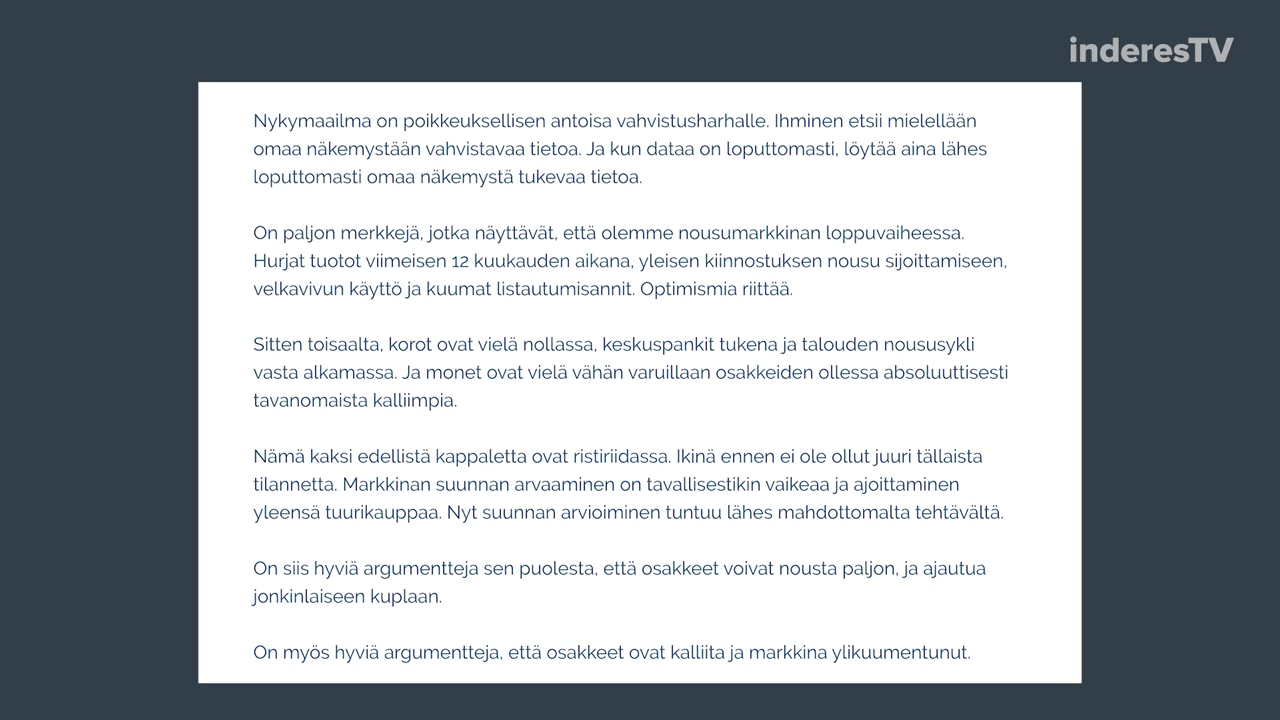 inderesTV
Nykymaailma on poikkeuksellisen antoisa vahvistusharhalle. Ihminen etsii mielellään
omaa näkemystään vahvistavaa tietoa. Ja kun dataa on loputtomasti, löytää aina lähes
loputtomasti omaa näkemystä tukevaa tietoa.
On paljon merkkejä, jotka näyttävät, että olemme nousumarkkinan loppuvaiheessa.
Hurjat tuotot viimeisen 12 kuukauden aikana, yleisen kiinnostuksen nousu sijoittamiseen,
velkavivun käyttö ja kuumat listautumisannit. Optimismia riittää.
Sitten toisaalta, korot ovat vielä nollassa, keskuspankit tukena ja talouden noususykli
vasta alkamassa. Ja monet ovat vielä vähän varuillaan osakkeiden ollessa absoluuttisesti
tavanomaista kalliimpia.
Nämä kaksi edellistä kappaletta ovat ristiriidassa. Ikinä ennen ei ole ollut juuri tällaista
tilannetta. Markkinan suunnan arvaaminen on tavallisestikin vaikeaa ja ajoittaminen
yleensä tuurikauppaa. Nyt suunnan arvioiminen tuntuu lähes mahdottomalta tehtävältä.
On siis hyviä argumentteja sen puolesta, että osakkeet voivat nousta paljon, ja ajautua
jonkinlaiseen kuplaan.
On myös hyviä argumentteja, että osakkeet ovat kalliita ja markkina ylikuumentunut.